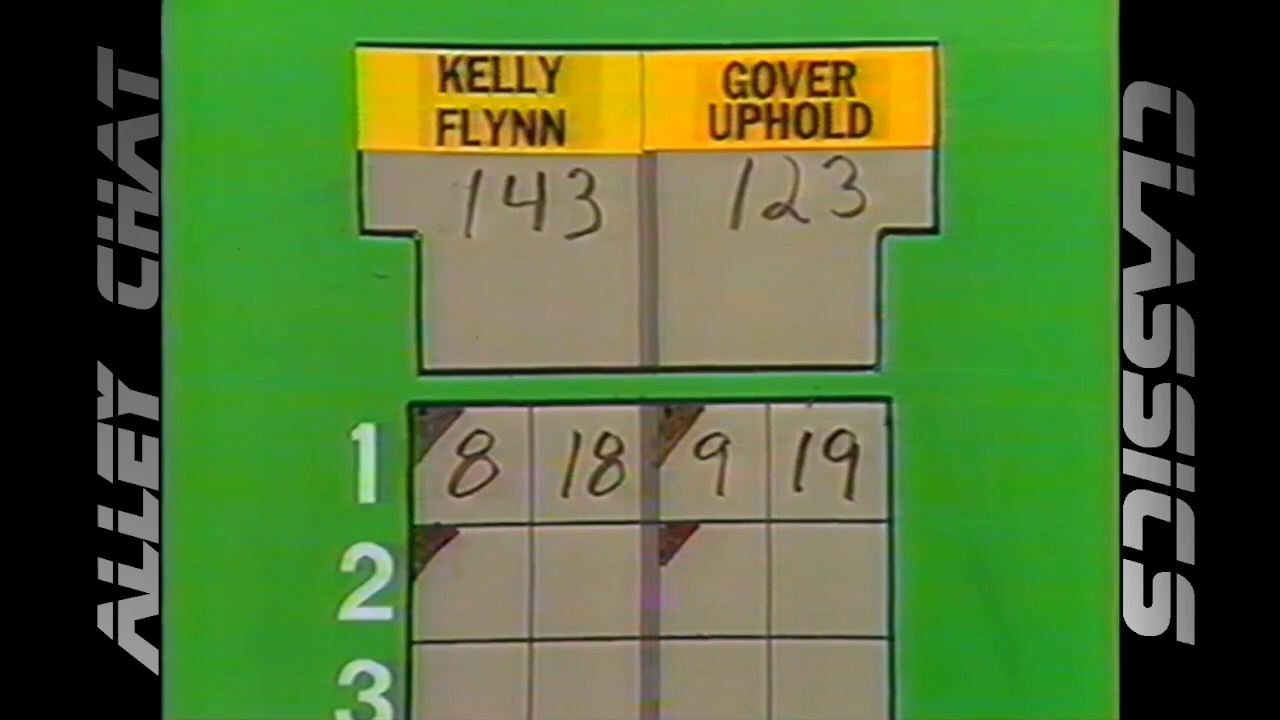 ALLEY CHAT
KELLY FLYNN
GOVER UPHOLD
143 123
1 8 18 9 19
2
3
CLASSICS